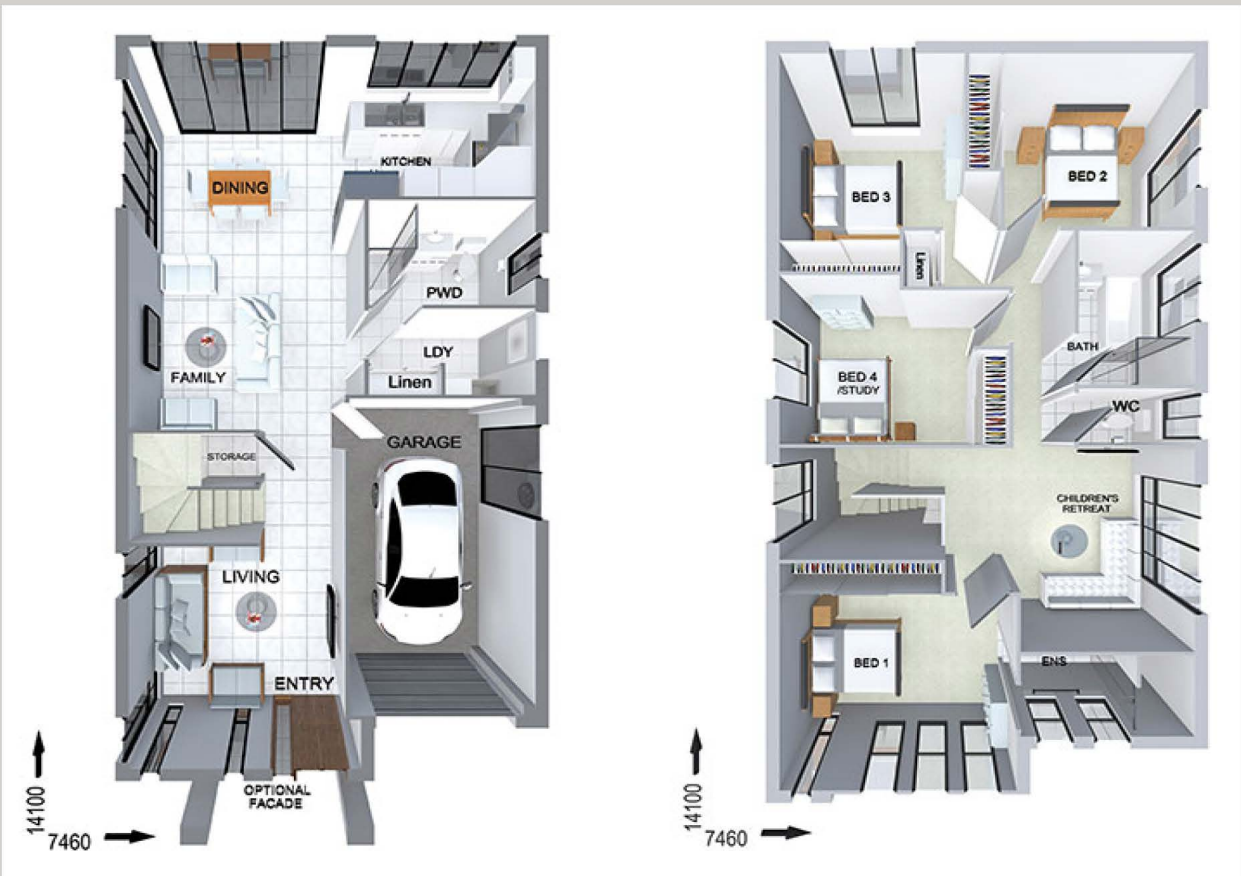 KITCHEN
DINING
PWD
LDY
Linen
FAMILY
GARAGE
STORAGE
LIVING
ENTRY
OPTIONAL
FACADE
14100
7460
BED 2
BED 3
Linen
BATH
BED 4
/STUDY
WC
CHILDREN'S
RETREAT
BED 1
ENS
14100
7460